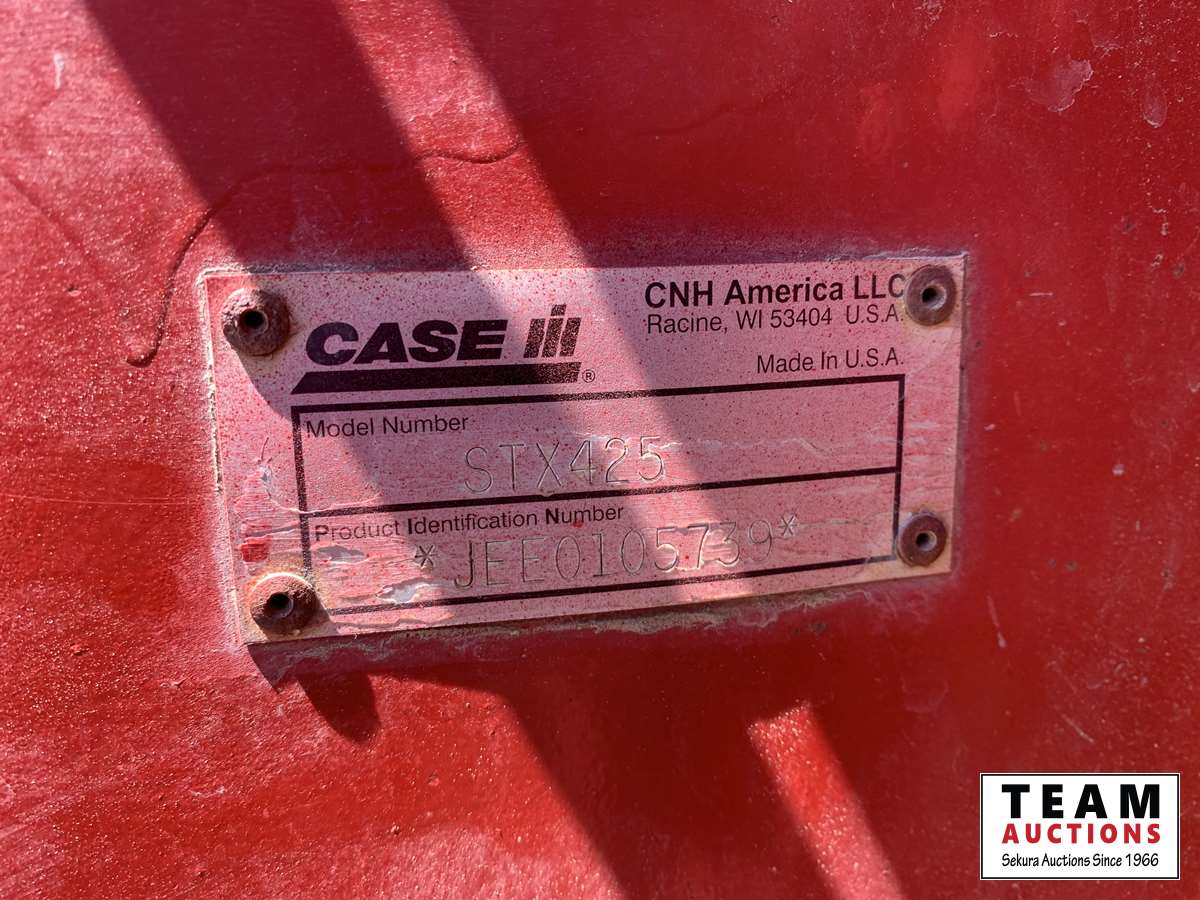 CASE IH®
CNH America LLC
Racine, WI 53404 U.S.A.
Made In U.S.A.
Model Number
STX425
Product Identification Number
*JEE0105739*
TEAM
AUCTIONS
Sekura Auctions Since 1966